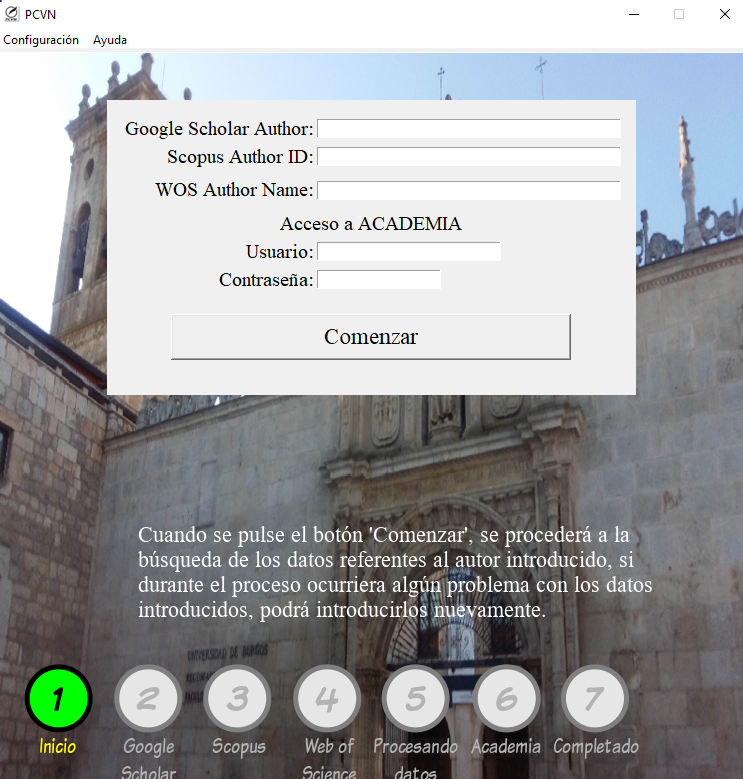 PCVN
Configuración Ayuda
Google Scholar Author:
Scopus Author ID:
WOS Author Name:
Acceso a ACADEMIA
Usuario:
Contraseña:
Comenzar
Cuando se pulse el botón 'Comenzar', se procederá a la
búsqueda de los datos referentes al autor introducido, si
durante el proceso ocurriera algún problema con los datos
introducidos, podrá introducirlos nuevamente.
UNIVERSIDAD DE BURGOS
1 2 3 4 5 6 7
Inicio Google Scopus Web of Procesando Academia Completado
Scholar Science datos